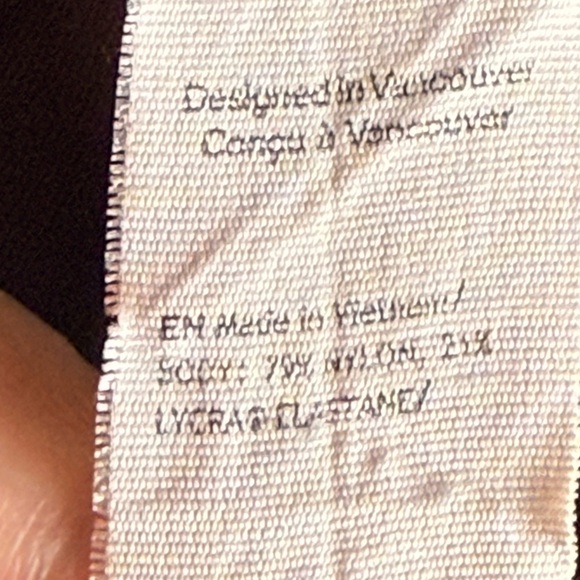 Designed in Vancouver
Conçu à Vancouver
EN Made in Vietnam/
BODY: 79% NYLON, 21%
LYCRA® ELASTANE/